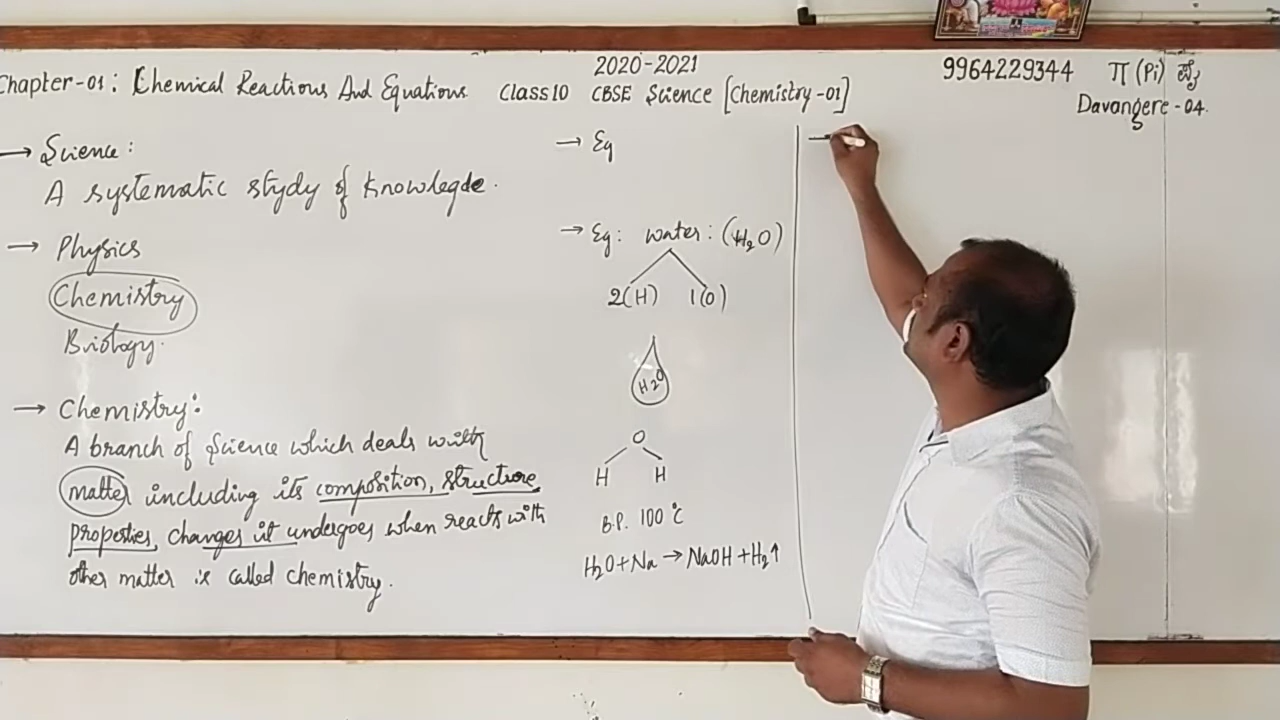 2020-2021
Chapter-01: Chemical Reactions And Equations Class10 CBSE Science [Chemistry-01]
9964229344 π (Pi) ಪೈ
Davangere-04.
→ Science:
A systematic stydy of knowlegde.
→ Physics
Chemistry
Biology.
→ Chemistry:
A branch of science which deals with
matter including its composition, structure
properties, changes it undergoes when reacts with
other matter is called chemistry.
→ Eg
→ Eg: water: (H₂O)
2(H) 1(O)
H₂O
O
H H
B.P. 100°C
H₂O+Na → NaOH+H₂↑